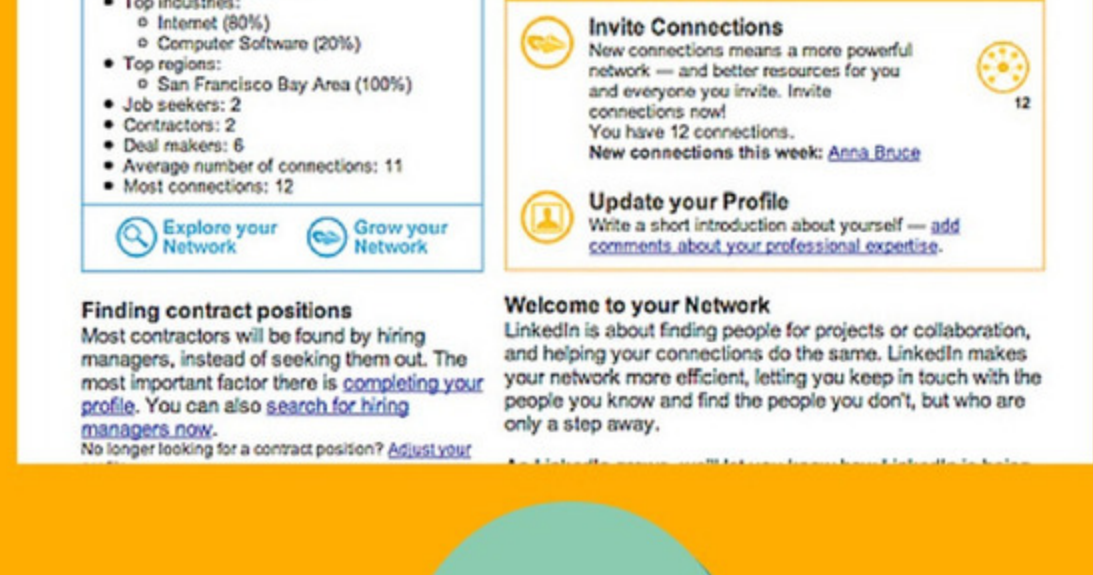 Top industries:
Internet (80%)
Computer Software (20%)
Top regions:
San Francisco Bay Area (100%)
Job seekers: 2
Contractors: 2
Deal makers: 6
Average number of connections: 11
Most connections: 12
Explore your
Network
Grow your
Network
Finding contract positions
Most contractors will be found by hiring
managers, instead of seeking them out. The
most important factor there is completing your
profile. You can also search for hiring
managers now.
No longer looking for a contract position? Adjust your
Invite Connections
New connections means a more powerful
network — and better resources for you
and everyone you invite. Invite
connections now!
You have 12 connections.
New connections this week: Anna Bruce
12
Update your Profile
Write a short introduction about yourself — add
comments about your professional expertise.
Welcome to your Network
LinkedIn is about finding people for projects or collaboration,
and helping your connections do the same. LinkedIn makes
your network more efficient, letting you keep in touch with the
people you know and find the people you don't, but who are
only a step away.